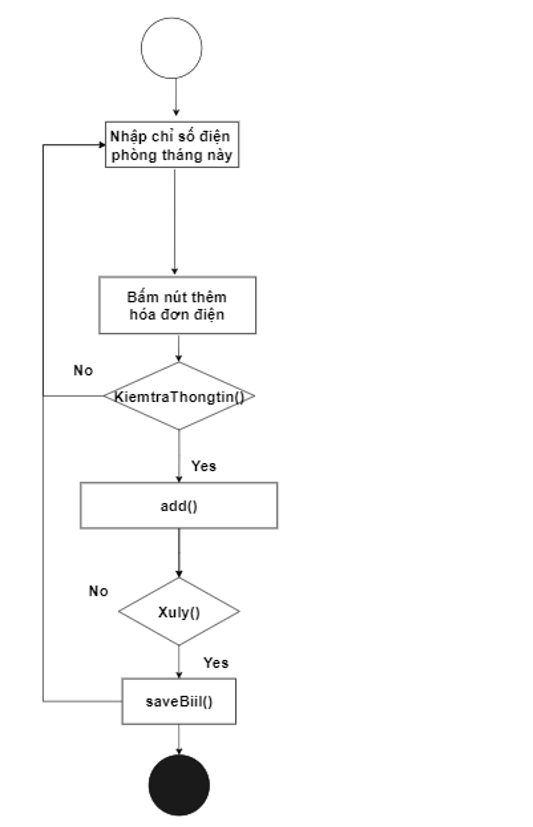 Nhập chỉ số điện
phòng tháng này
Bấm nút thêm
hóa đơn điện
No
KiemtraThongtin()
Yes
add()
No
Xuly()
Yes
saveBiil()